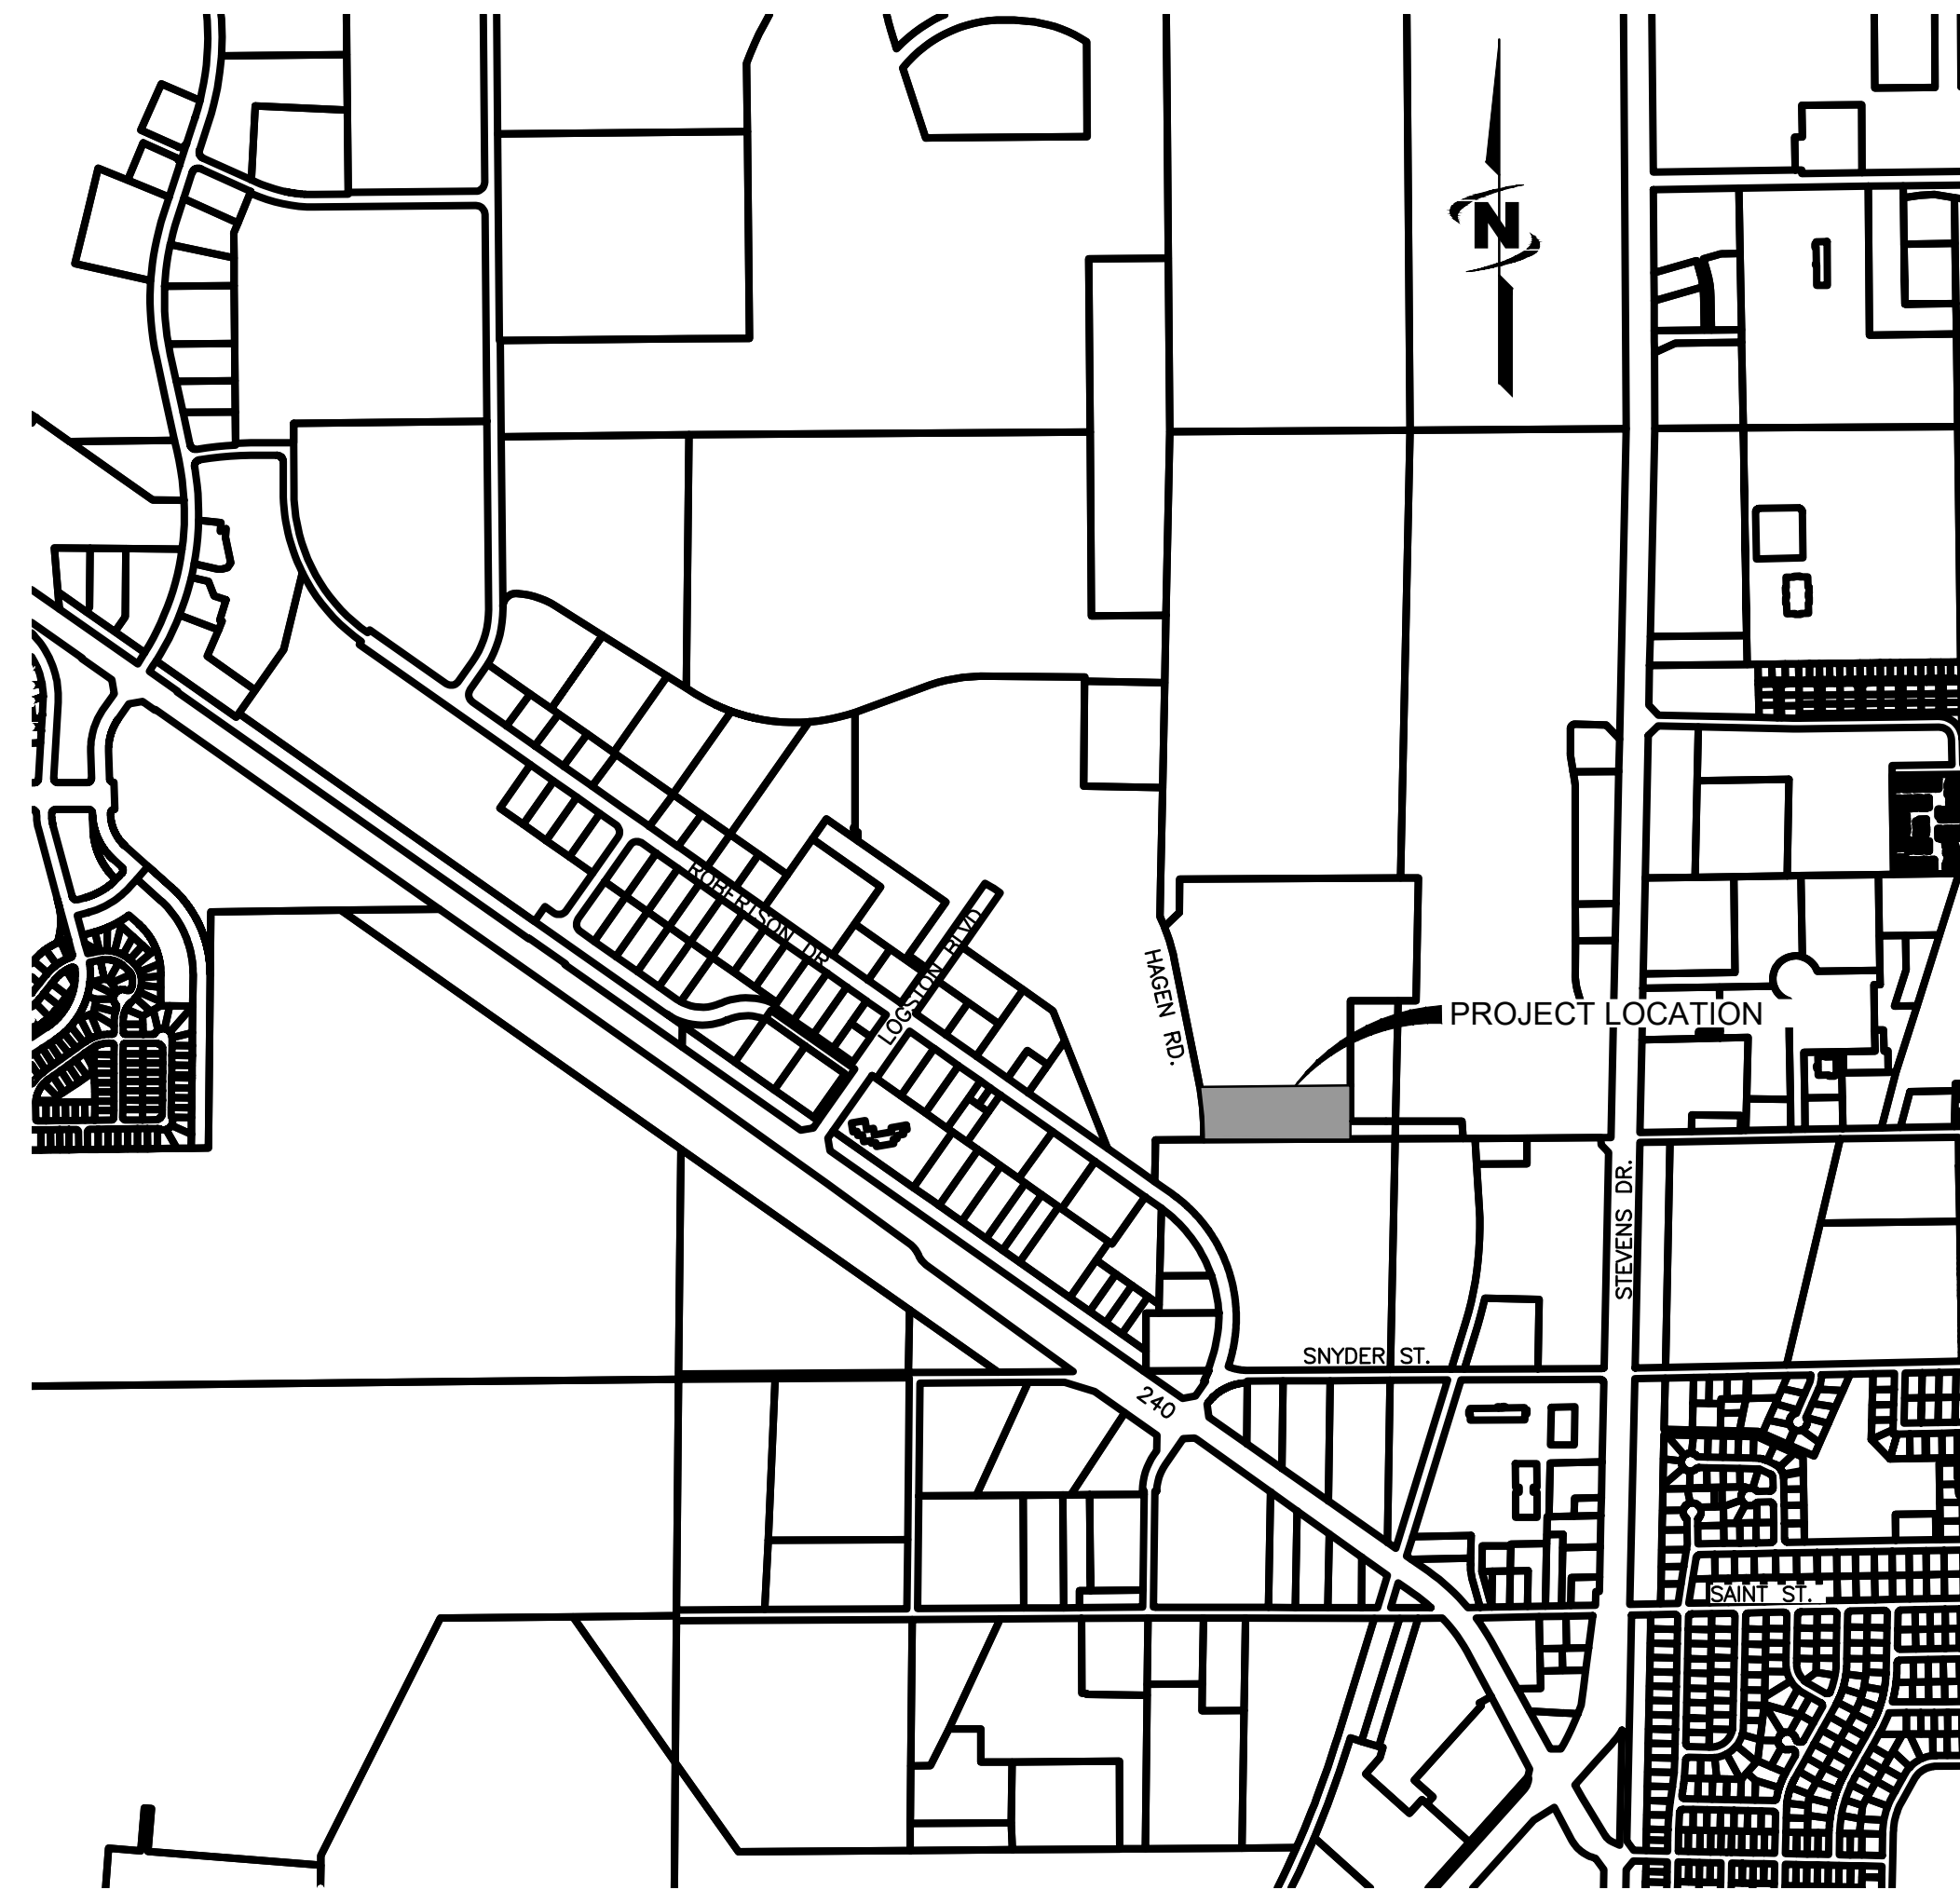 N
ROBERTSON DR
LOGSTON BLVD
HAGEN RD.
PROJECT LOCATION
STEVENS DR.
SNYDER ST.
240
SAINT ST.